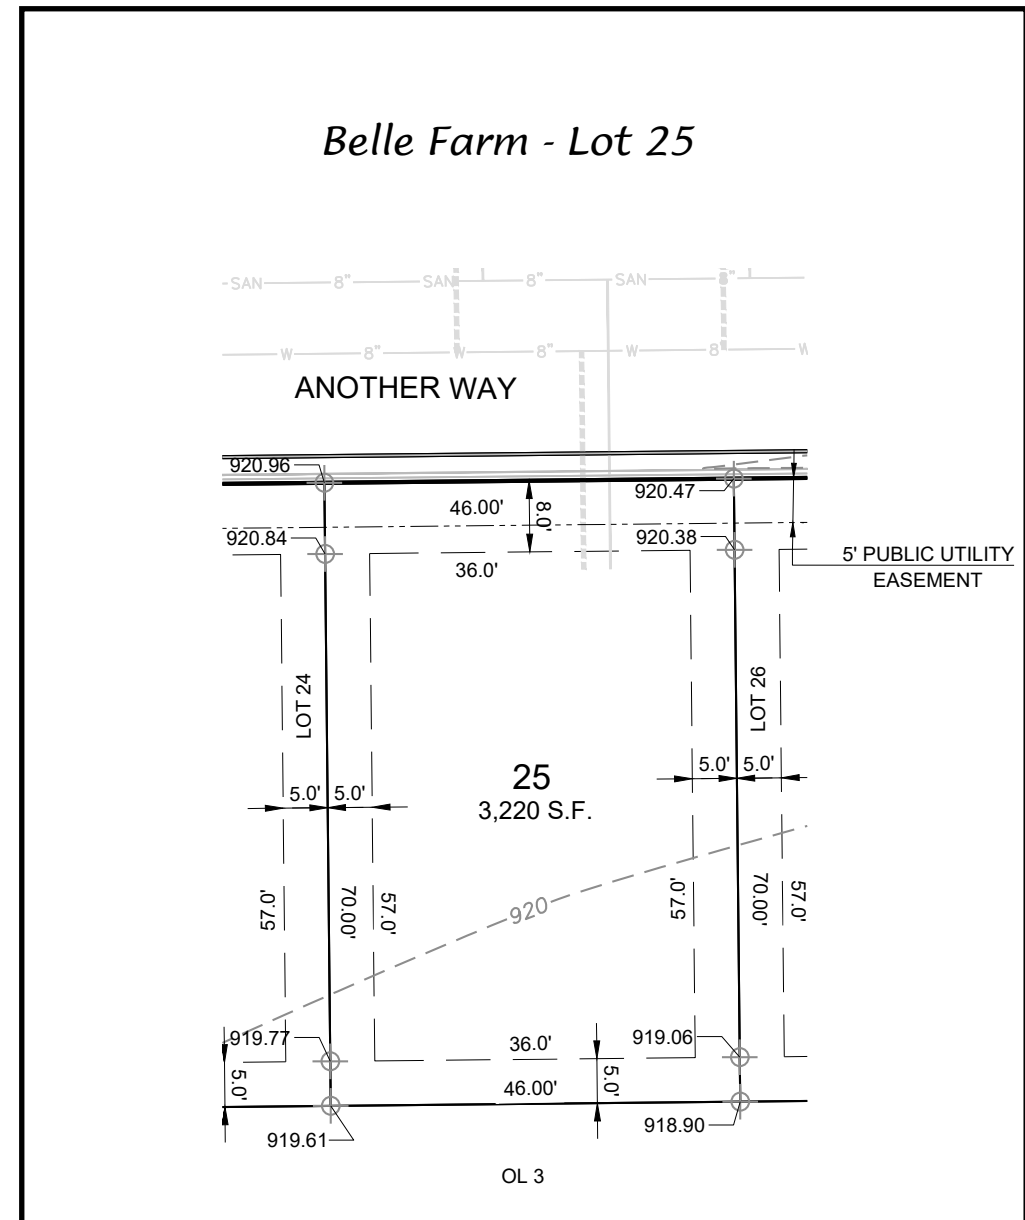 Belle Farm - Lot 25
SAN 8" SAN 8" SAN 8"
W 8" W 8" W 8" W
ANOTHER WAY
920.96
920.47
46.00'
8.0'
920.84
920.38
36.0'
5' PUBLIC UTILITY
EASEMENT
LOT 24
LOT 26
25
3,220 S.F.
5.0' 5.0'
5.0' 5.0'
57.0'
70.00'
57.0'
920
57.0'
70.00'
57.0'
919.77
919.06
36.0'
5.0'
5.0'
46.00'
919.61
918.90
OL 3